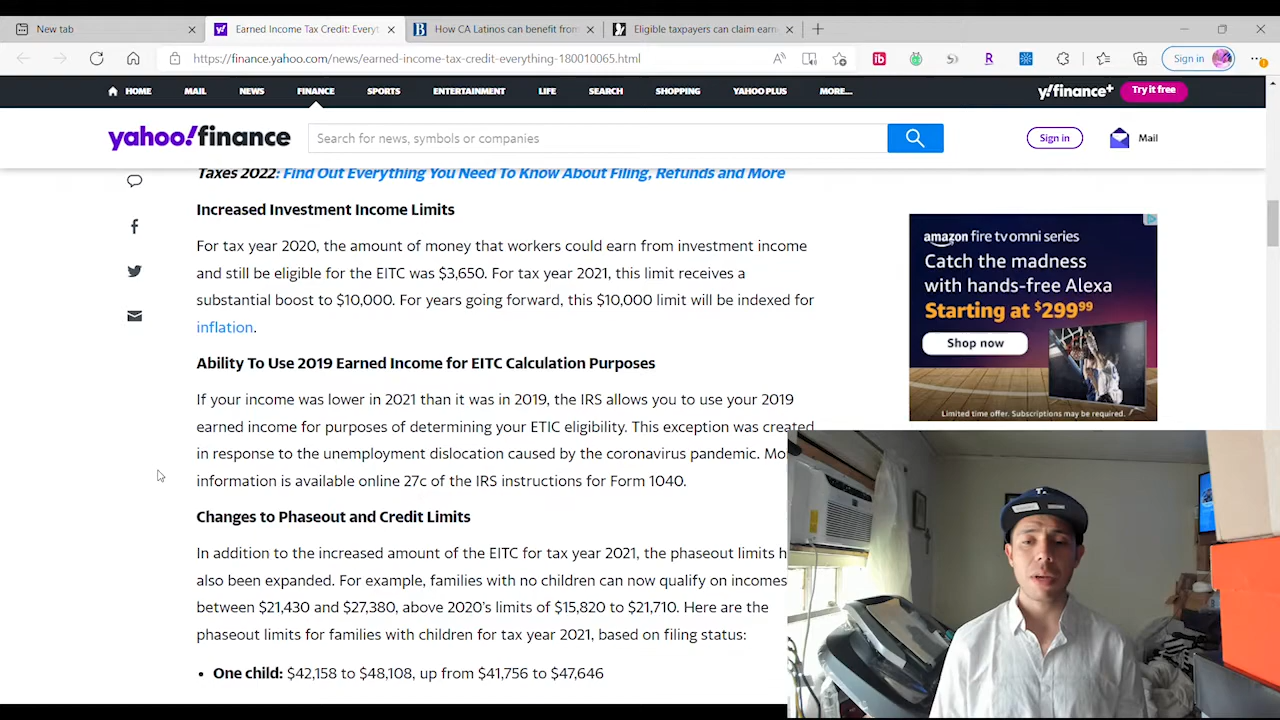 New tab
Earned Income Tax Credit: Everyt
How CA Latinos can benefit from
Eligible taxpayers can claim earn
https://finance.yahoo.com/news/earned-income-tax-credit-everything-180010065.html
Sign in
HOME MAIL NEWS FINANCE SPORTS ENTERTAINMENT LIFE SEARCH SHOPPING YAHOO PLUS MORE...
y!finance+ Try it free
yahoo!finance
Search for news, symbols or companies
Sign in
Mail
Taxes 2022: Find Out Everything You Need To Know About Filing, Refunds and More
Increased Investment Income Limits
For tax year 2020, the amount of money that workers could earn from investment income
and still be eligible for the EITC was $3,650. For tax year 2021, this limit receives a
substantial boost to $10,000. For years going forward, this $10,000 limit will be indexed for
inflation.
Ability To Use 2019 Earned Income for EITC Calculation Purposes
If your income was lower in 2021 than it was in 2019, the IRS allows you to use your 2019
earned income for purposes of determining your ETIC eligibility. This exception was created
in response to the unemployment dislocation caused by the coronavirus pandemic. Mo
information is available online 27c of the IRS instructions for Form 1040.
Changes to Phaseout and Credit Limits
In addition to the increased amount of the EITC for tax year 2021, the phaseout limits h
also been expanded. For example, families with no children can now qualify on incomes
between $21,430 and $27,380, above 2020's limits of $15,820 to $21,710. Here are the
phaseout limits for families with children for tax year 2021, based on filing status:
• One child: $42,158 to $48,108, up from $41,756 to $47,646
amazon fire tv omni series
Catch the madness
with hands-free Alexa
Starting at $299⁹⁹
Shop now
Limited time offer. Subscriptions may be required.